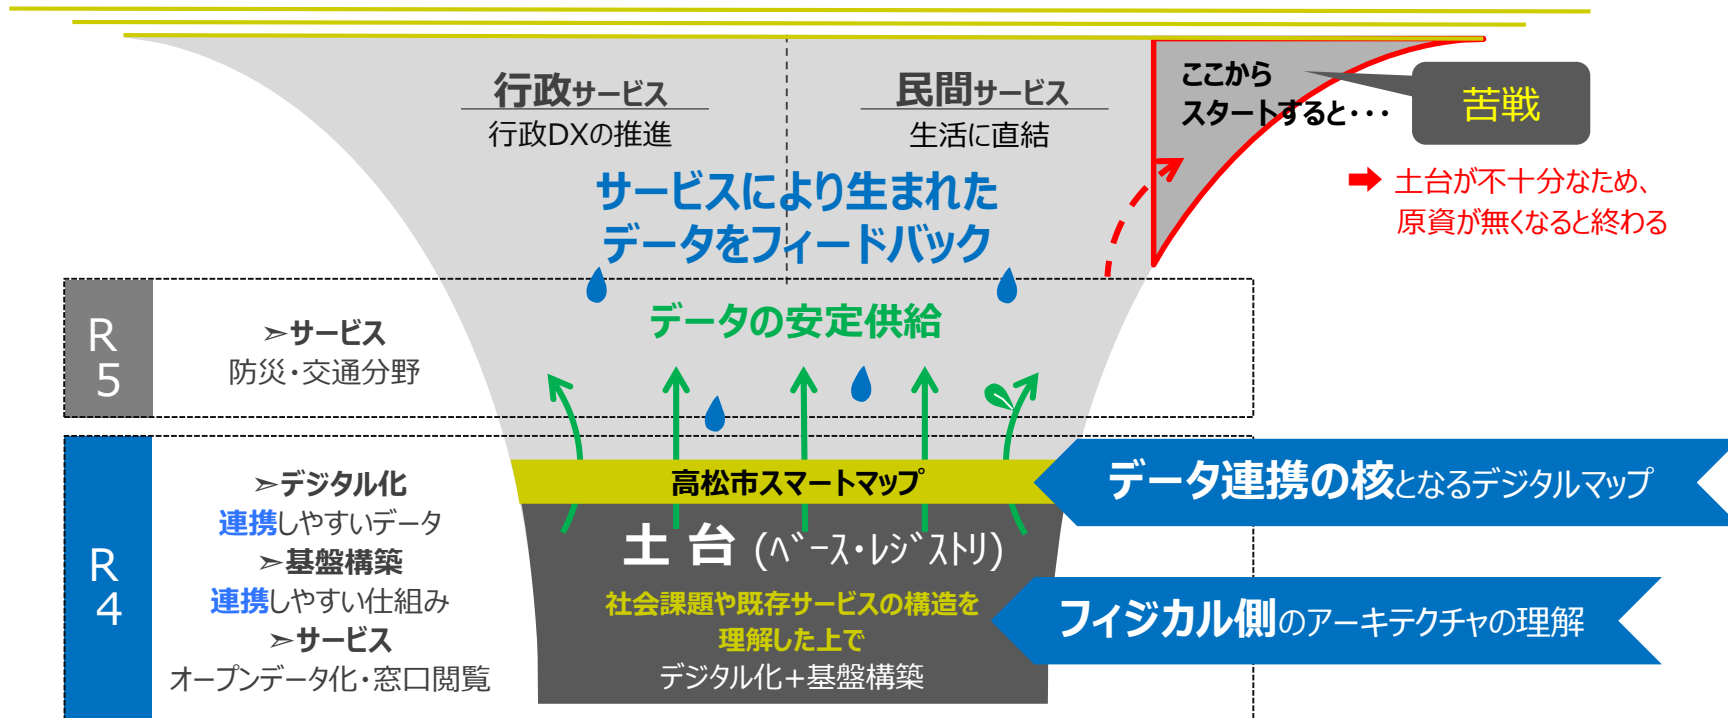 行政サービス
行政DXの推進
民間サービス
生活に直結
ここから
スタートすると・・・
苦戦
➡ 土台が不十分なため、
原資が無くなると終わる
サービスにより生まれた
データをフィードバック
データの安定供給
R
5
➣サービス
防災・交通分野
R
4
➣デジタル化
連携しやすいデータ
➣基盤構築
連携しやすい仕組み
➣サービス
オープンデータ化・窓口閲覧
高松市スマートマップ
土 台 (ﾍﾞｰｽ・ﾚｼﾞｽﾄﾘ)
社会課題や既存サービスの構造を
理解した上で
デジタル化+基盤構築
データ連携の核となるデジタルマップ
フィジカル側のアーキテクチャの理解